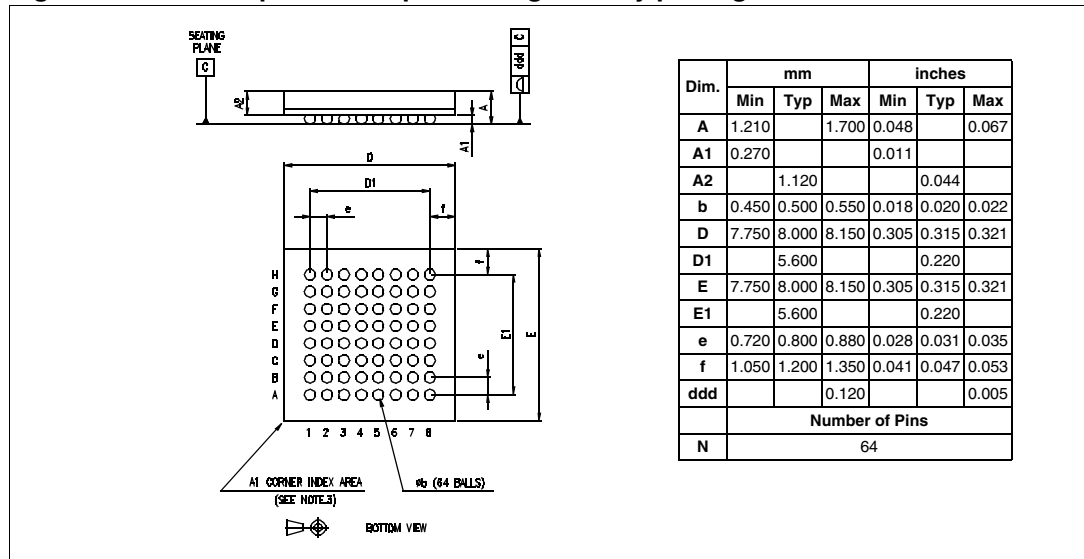 SEATING
PLANE
C
A2
A
A1
ddd C
D
D1
e
f
f
H
G
F
E
D
C
B
A
E1
E
e
1 2 3 4 5 6 7 8
A1 CORNER INDEX AREA
(SEE NOTE.3)
øb (64 BALLS)
BOTTOM VIEW
Dim. mm inches
Min Typ Max Min Typ Max
A 1.210 1.700 0.048 0.067
A1 0.270 0.011
A2 1.120 0.044
b 0.450 0.500 0.550 0.018 0.020 0.022
D 7.750 8.000 8.150 0.305 0.315 0.321
D1 5.600 0.220
E 7.750 8.000 8.150 0.305 0.315 0.321
E1 5.600 0.220
e 0.720 0.800 0.880 0.028 0.031 0.035
f 1.050 1.200 1.350 0.041 0.047 0.053
ddd 0.120 0.005
Number of Pins
N 64